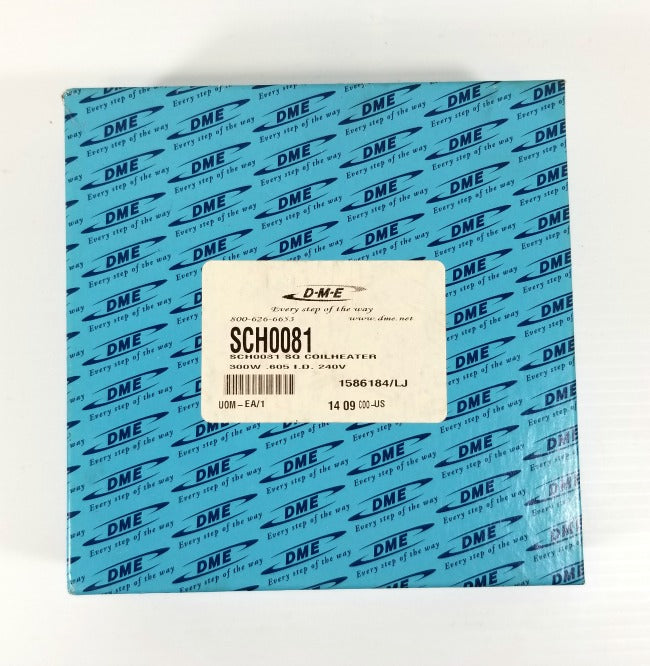 D-M-E
Every step of the way
800-626-6653 www.dme.net
SCH0081
SCH0081 SQ COILHEATER
300W .605 I.D. 240V
1586184/LJ
UOM-EA/1 14 09 COO-US
DME
Every step of the way